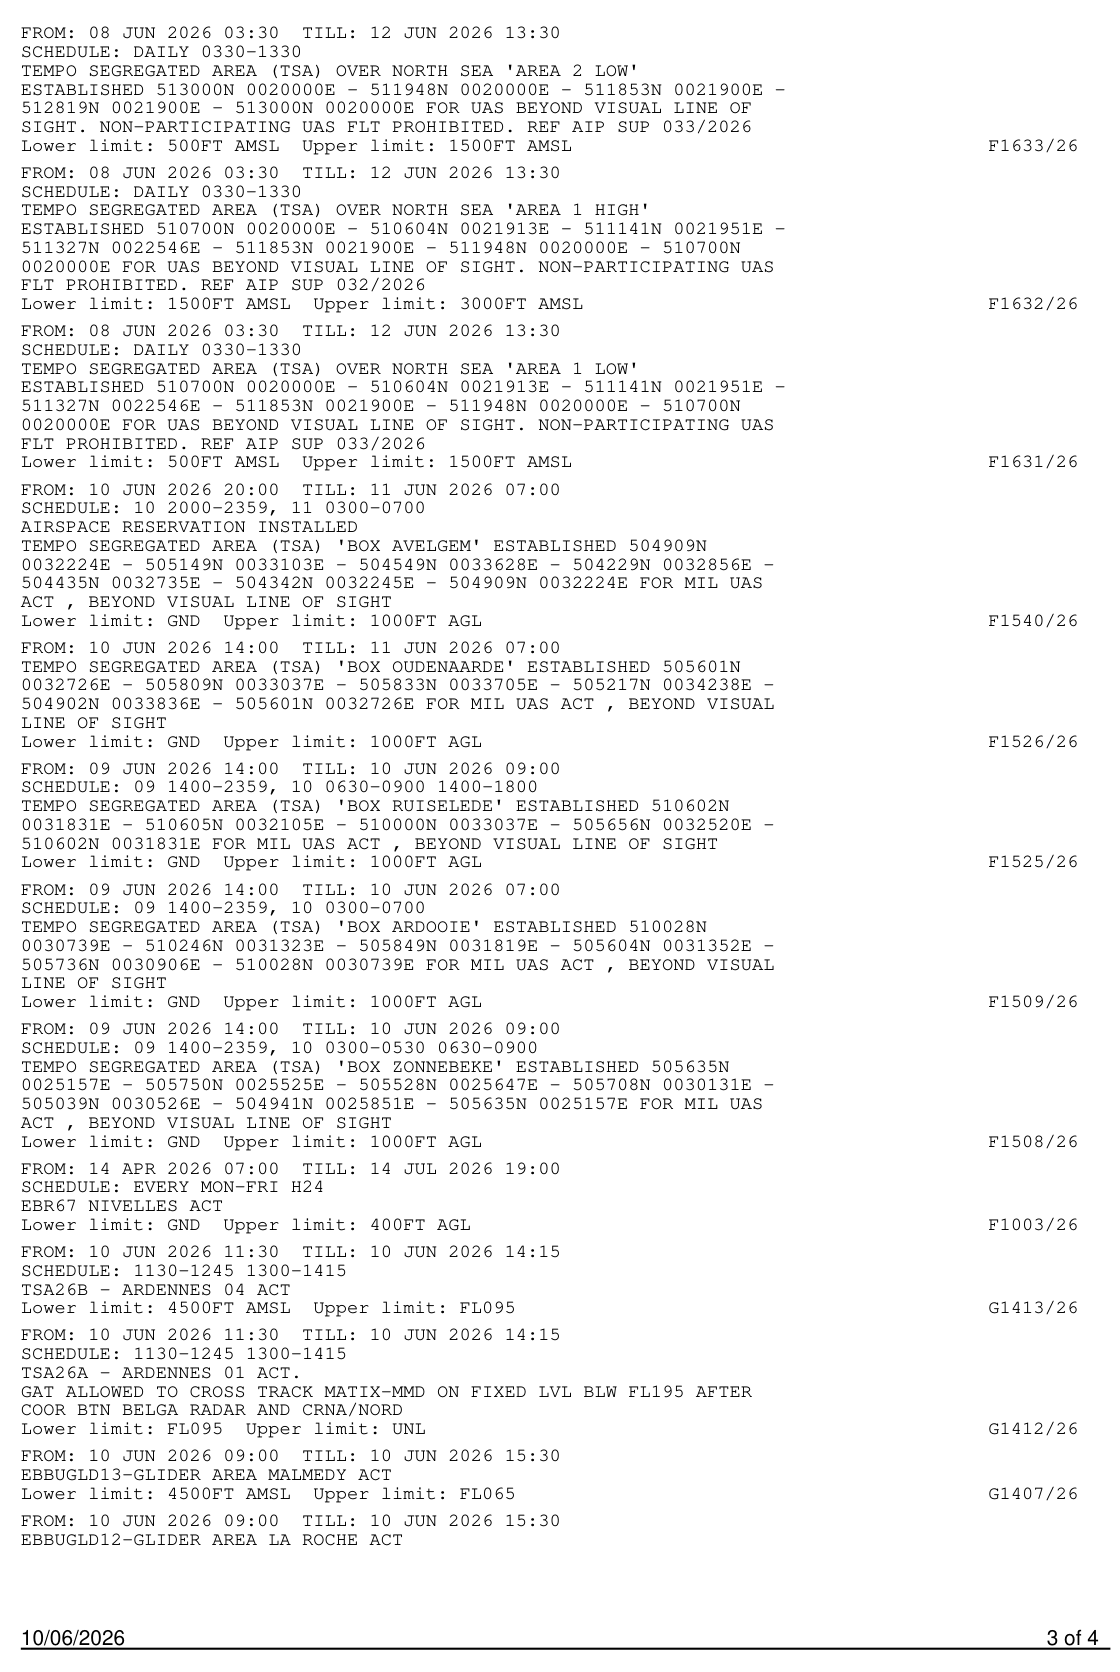 FROM: 08 JUN 2026 03:30  TILL: 12 JUN 2026 13:30
SCHEDULE: DAILY 0330-1330
TEMPO SEGREGATED AREA (TSA) OVER NORTH SEA 'AREA 2 LOW'
ESTABLISHED 513000N 0020000E - 511948N 0020000E - 511853N 0021900E -
512819N 0021900E - 513000N 0020000E FOR UAS BEYOND VISUAL LINE OF
SIGHT. NON-PARTICIPATING UAS FLT PROHIBITED. REF AIP SUP 033/2026
Lower limit: 500FT AMSL  Upper limit: 1500FT AMSL F1633/26
FROM: 08 JUN 2026 03:30  TILL: 12 JUN 2026 13:30
SCHEDULE: DAILY 0330-1330
TEMPO SEGREGATED AREA (TSA) OVER NORTH SEA 'AREA 1 HIGH'
ESTABLISHED 510700N 0020000E - 510604N 0021913E - 511141N 0021951E -
511327N 0022546E - 511853N 0021900E - 511948N 0020000E - 510700N
0020000E FOR UAS BEYOND VISUAL LINE OF SIGHT. NON-PARTICIPATING UAS
FLT PROHIBITED. REF AIP SUP 032/2026
Lower limit: 1500FT AMSL  Upper limit: 3000FT AMSL F1632/26
FROM: 08 JUN 2026 03:30  TILL: 12 JUN 2026 13:30
SCHEDULE: DAILY 0330-1330
TEMPO SEGREGATED AREA (TSA) OVER NORTH SEA 'AREA 1 LOW'
ESTABLISHED 510700N 0020000E - 510604N 0021913E - 511141N 0021951E -
511327N 0022546E - 511853N 0021900E - 511948N 0020000E - 510700N
0020000E FOR UAS BEYOND VISUAL LINE OF SIGHT. NON-PARTICIPATING UAS
FLT PROHIBITED. REF AIP SUP 033/2026
Lower limit: 500FT AMSL  Upper limit: 1500FT AMSL F1631/26
FROM: 10 JUN 2026 20:00  TILL: 11 JUN 2026 07:00
SCHEDULE: 10 2000-2359, 11 0300-0700
AIRSPACE RESERVATION INSTALLED
TEMPO SEGREGATED AREA (TSA) 'BOX AVELGEM' ESTABLISHED 504909N
0032224E - 505149N 0033103E - 504549N 0033628E - 504229N 0032856E -
504435N 0032735E - 504342N 0032245E - 504909N 0032224E FOR MIL UAS
ACT , BEYOND VISUAL LINE OF SIGHT
Lower limit: GND  Upper limit: 1000FT AGL F1540/26
FROM: 10 JUN 2026 14:00  TILL: 11 JUN 2026 07:00
TEMPO SEGREGATED AREA (TSA) 'BOX OUDENAARDE' ESTABLISHED 505601N
0032726E - 505809N 0033037E - 505833N 0033705E - 505217N 0034238E -
504902N 0033836E - 505601N 0032726E FOR MIL UAS ACT , BEYOND VISUAL
LINE OF SIGHT
Lower limit: GND  Upper limit: 1000FT AGL F1526/26
FROM: 09 JUN 2026 14:00  TILL: 10 JUN 2026 09:00
SCHEDULE: 09 1400-2359, 10 0630-0900 1400-1800
TEMPO SEGREGATED AREA (TSA) 'BOX RUISELEDE' ESTABLISHED 510602N
0031831E - 510605N 0032105E - 510000N 0033037E - 505656N 0032520E -
510602N 0031831E FOR MIL UAS ACT , BEYOND VISUAL LINE OF SIGHT
Lower limit: GND  Upper limit: 1000FT AGL F1525/26
FROM: 09 JUN 2026 14:00  TILL: 10 JUN 2026 07:00
SCHEDULE: 09 1400-2359, 10 0300-0700
TEMPO SEGREGATED AREA (TSA) 'BOX ARDOOIE' ESTABLISHED 510028N
0030739E - 510246N 0031323E - 505849N 0031819E - 505604N 0031352E -
505736N 0030906E - 510028N 0030739E FOR MIL UAS ACT , BEYOND VISUAL
LINE OF SIGHT
Lower limit: GND  Upper limit: 1000FT AGL F1509/26
FROM: 09 JUN 2026 14:00  TILL: 10 JUN 2026 09:00
SCHEDULE: 09 1400-2359, 10 0300-0530 0630-0900
TEMPO SEGREGATED AREA (TSA) 'BOX ZONNEBEKE' ESTABLISHED 505635N
0025157E - 505750N 0025525E - 505528N 0025647E - 505708N 0030131E -
505039N 0030526E - 504941N 0025851E - 505635N 0025157E FOR MIL UAS
ACT , BEYOND VISUAL LINE OF SIGHT
Lower limit: GND  Upper limit: 1000FT AGL F1508/26
FROM: 14 APR 2026 07:00  TILL: 14 JUL 2026 19:00
SCHEDULE: EVERY MON-FRI H24
EBR67 NIVELLES ACT
Lower limit: GND  Upper limit: 400FT AGL F1003/26
FROM: 10 JUN 2026 11:30  TILL: 10 JUN 2026 14:15
SCHEDULE: 1130-1245 1300-1415
TSA26B - ARDENNES 04 ACT
Lower limit: 4500FT AMSL  Upper limit: FL095 G1413/26
FROM: 10 JUN 2026 11:30  TILL: 10 JUN 2026 14:15
SCHEDULE: 1130-1245 1300-1415
TSA26A - ARDENNES 01 ACT.
GAT ALLOWED TO CROSS TRACK MATIX-MMD ON FIXED LVL BLW FL195 AFTER
COOR BTN BELGA RADAR AND CRNA/NORD
Lower limit: FL095  Upper limit: UNL G1412/26
FROM: 10 JUN 2026 09:00  TILL: 10 JUN 2026 15:30
EBBUGLD13-GLIDER AREA MALMEDY ACT
Lower limit: 4500FT AMSL  Upper limit: FL065 G1407/26
FROM: 10 JUN 2026 09:00  TILL: 10 JUN 2026 15:30
EBBUGLD12-GLIDER AREA LA ROCHE ACT
10/06/2026 3 of 4